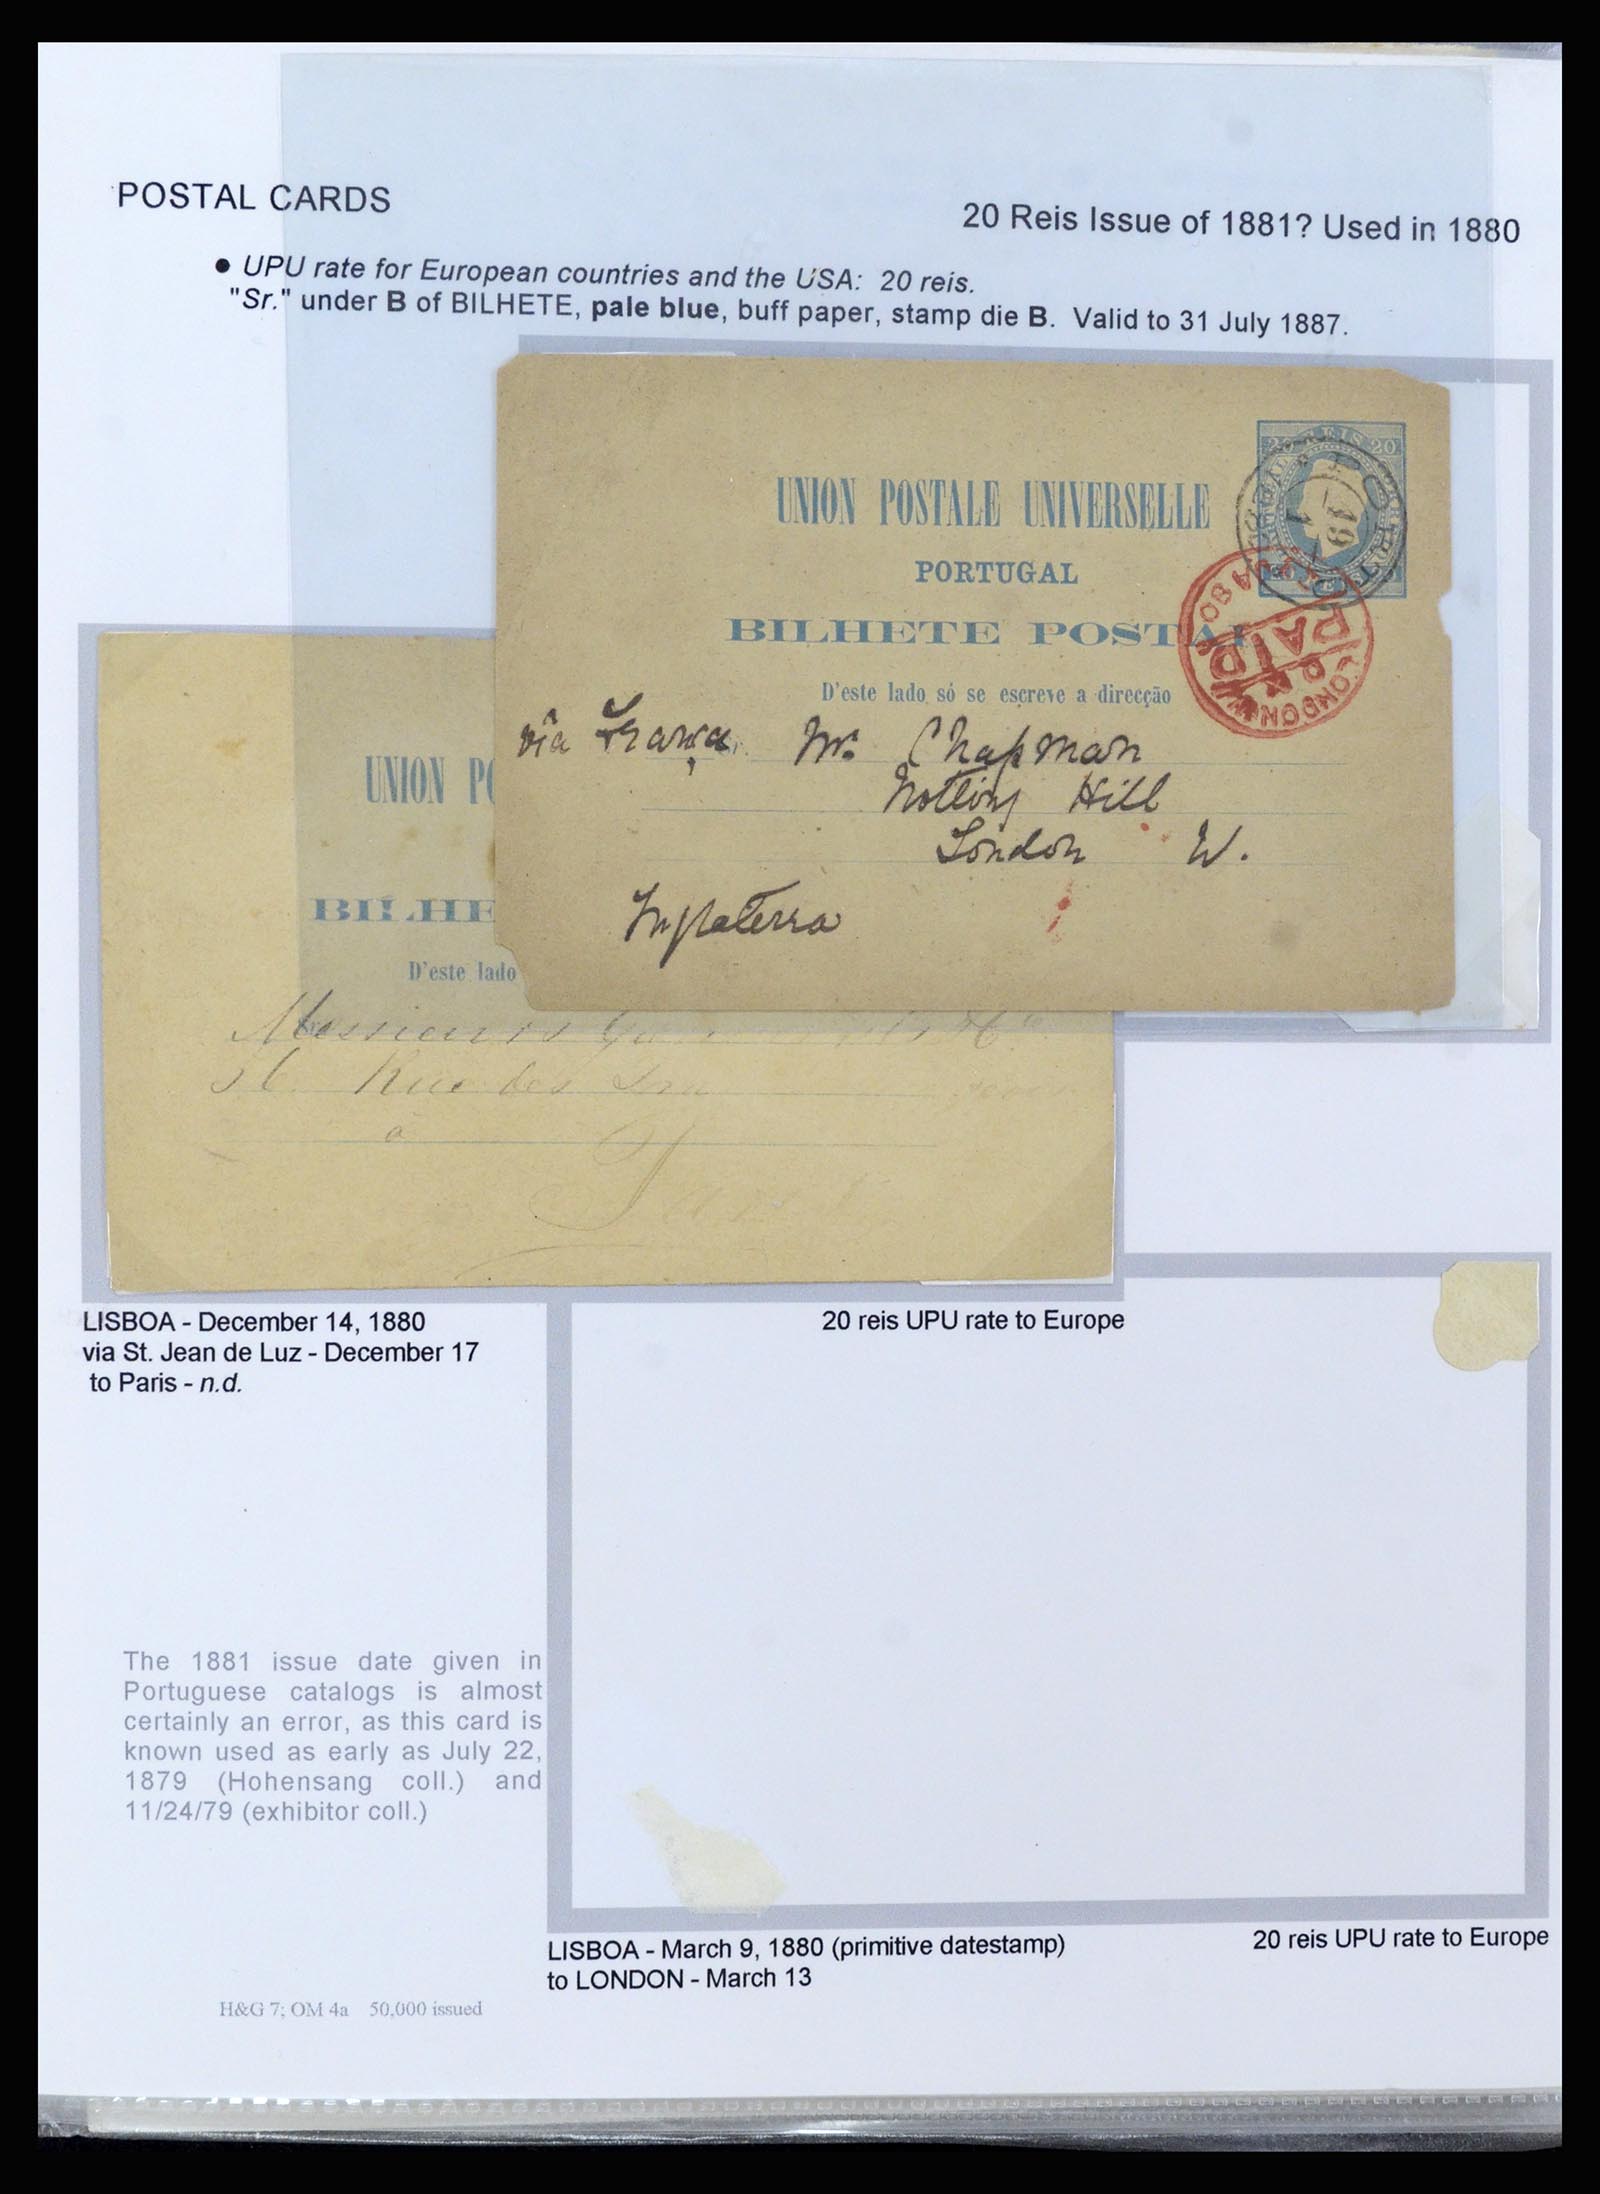 POSTAL CARDS
20 Reis Issue of 1881? Used in 1880
● UPU rate for European countries and the USA: 20 reis.
"Sr." under B of BILHETE, pale blue, buff paper, stamp die B. Valid to 31 July 1887.
UNION POSTALE UNIVERSELLE
PORTUGAL
BILHETE POSTAL
D'este lado só se escreve a direcção
20 REIS 20
PAID
LONDON
via França
Mr. Chapman
Notting Hill
London W.
Inglaterra
UNION PO
BILHE
D'este lado
Messieurs
Rue des
à
LISBOA - December 14, 1880
via St. Jean de Luz - December 17
to Paris - n.d.
20 reis UPU rate to Europe
The 1881 issue date given in
Portuguese catalogs is almost
certainly an error, as this card is
known used as early as July 22,
1879 (Hohensang coll.) and
11/24/79 (exhibitor coll.)
LISBOA - March 9, 1880 (primitive datestamp)
to LONDON - March 13
20 reis UPU rate to Europe
H&G 7; OM 4a 50,000 issued